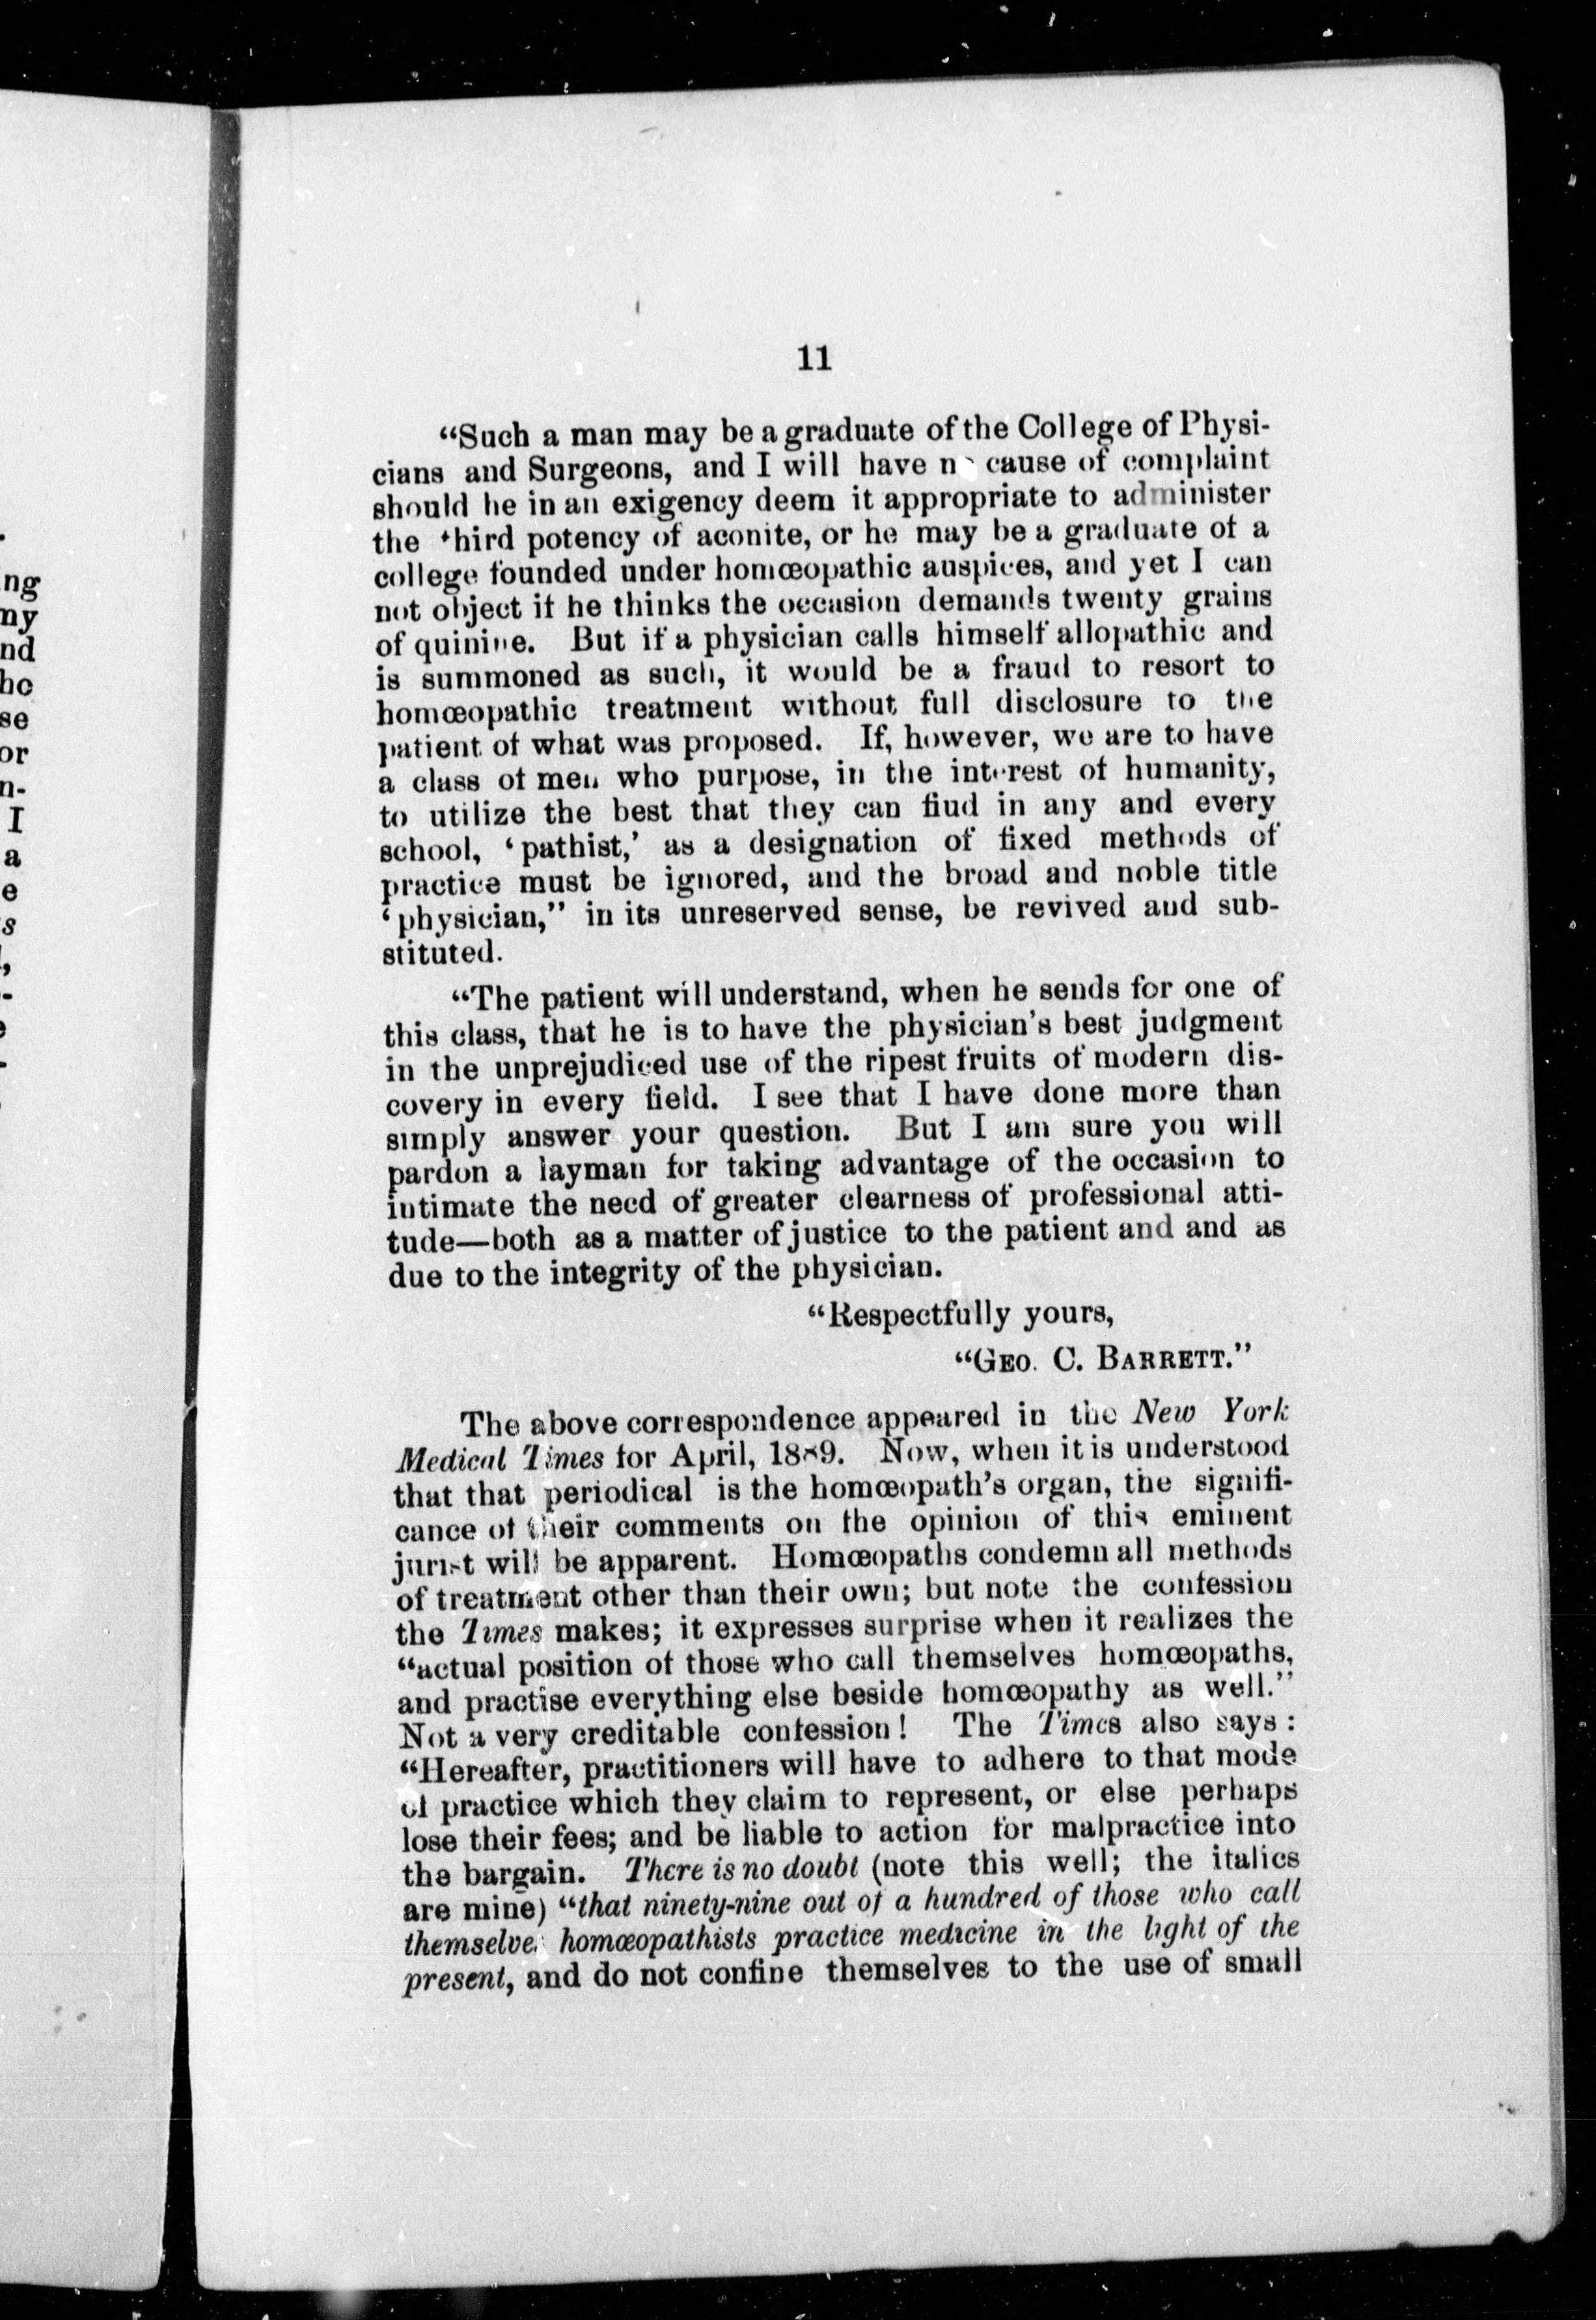 11
“Such a man may be a graduate of the College of Physi-
cians and Surgeons, and I will have no cause of complaint
should he in an exigency deem it appropriate to administer
the third potency of aconite, or he may be a graduate of a
college founded under homœopathic auspices, and yet I can
not object if he thinks the occasion demands twenty grains
of quinine. But if a physician calls himself allopathic and
is summoned as such, it would be a fraud to resort to
homœopathic treatment without full disclosure to the
patient of what was proposed. If, however, we are to have
a class of men who purpose, in the interest of humanity,
to utilize the best that they can find in any and every
school, ‘pathist,’ as a designation of fixed methods of
practice must be ignored, and the broad and noble title
‘physician,” in its unreserved sense, be revived and sub-
stituted.
“The patient will understand, when he sends for one of
this class, that he is to have the physician’s best judgment
in the unprejudiced use of the ripest fruits of modern dis-
covery in every field. I see that I have done more than
simply answer your question. But I am sure you will
pardon a layman for taking advantage of the occasion to
intimate the need of greater clearness of professional atti-
tude—both as a matter of justice to the patient and and as
due to the integrity of the physician.
“Respectfully yours,
“GEO. C. BARRETT.”
The above correspondence appeared in the New York
Medical Times for April, 1889. Now, when it is understood
that that periodical is the homœopath’s organ, the signifi-
cance of their comments on the opinion of this eminent
jurist will be apparent. Homœopaths condemn all methods
of treatment other than their own; but note the confession
the Times makes; it expresses surprise when it realizes the
“actual position of those who call themselves homœopaths,
and practise everything else beside homœopathy as well.”
Not a very creditable confession! The Times also says:
“Hereafter, practitioners will have to adhere to that mode
of practice which they claim to represent, or else perhaps
lose their fees; and be liable to action for malpractice into
the bargain. There is no doubt (note this well; the italics
are mine) “that ninety-nine out of a hundred of those who call
themselves homœopathists practice medicine in the light of the
present, and do not confine themselves to the use of small
ng
ny
nd
he
se
or
n-
I
a
e
s